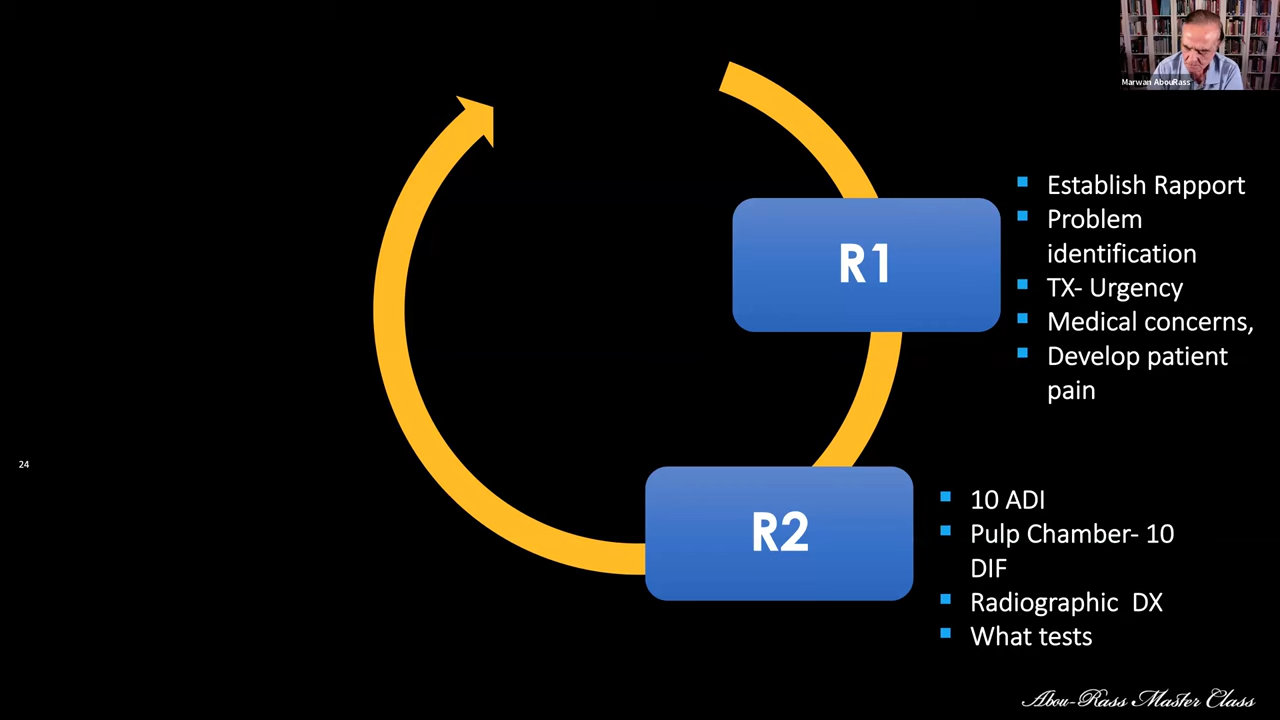 Marwan AbouRass
R1
Establish Rapport
Problem
identification
TX- Urgency
Medical concerns,
Develop patient
pain
24
R2
10 ADI
Pulp Chamber- 10
DIF
Radiographic DX
What tests
Abou-Rass Master Class